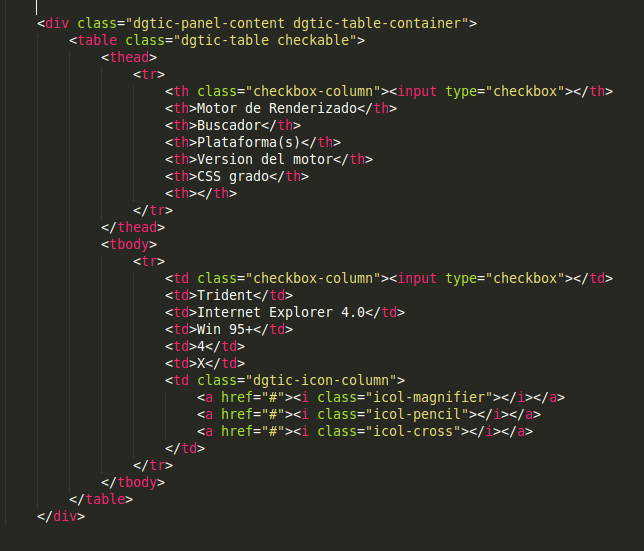 <div class="dgtic-panel-content dgtic-table-container">
<table class="dgtic-table checkable">
<thead>
<tr>
<th class="checkbox-column"><input type="checkbox"></th>
<th>Motor de Renderizado</th>
<th>Buscador</th>
<th>Plataforma(s)</th>
<th>Version del motor</th>
<th>CSS grado</th>
<th></th>
</tr>
</thead>
<tbody>
<tr>
<td class="checkbox-column"><input type="checkbox"></td>
<td>Trident</td>
<td>Internet Explorer 4.0</td>
<td>Win 95+</td>
<td>4</td>
<td>X</td>
<td class="dgtic-icon-column">
<a href="#"><i class="icol-magnifier"></i></a>
<a href="#"><i class="icol-pencil"></i></a>
<a href="#"><i class="icol-cross"></i></a>
</td>
</tr>
</tbody>
</table>
</div>